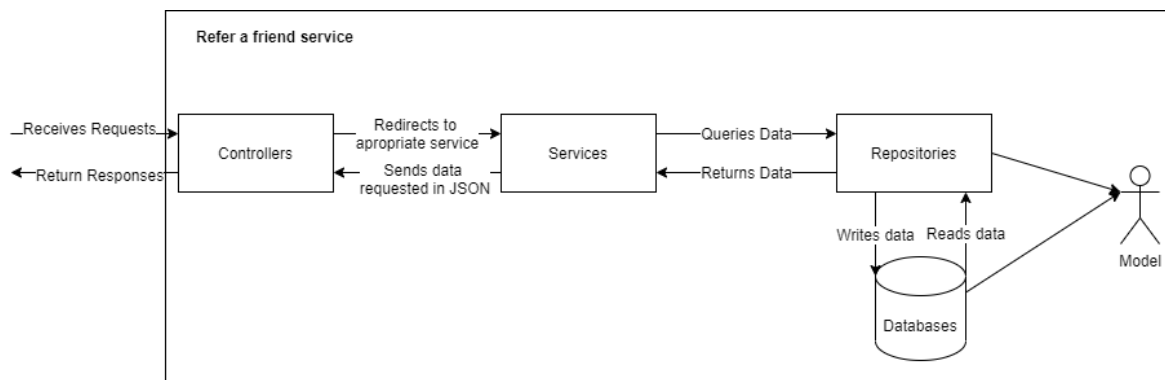 Refer a friend service
Receives Requests
Return Responses
Controllers
Redirects to
apropriate service
Sends data
requested in JSON
Services
Queries Data
Returns Data
Repositories
Writes data
Reads data
Databases
Model